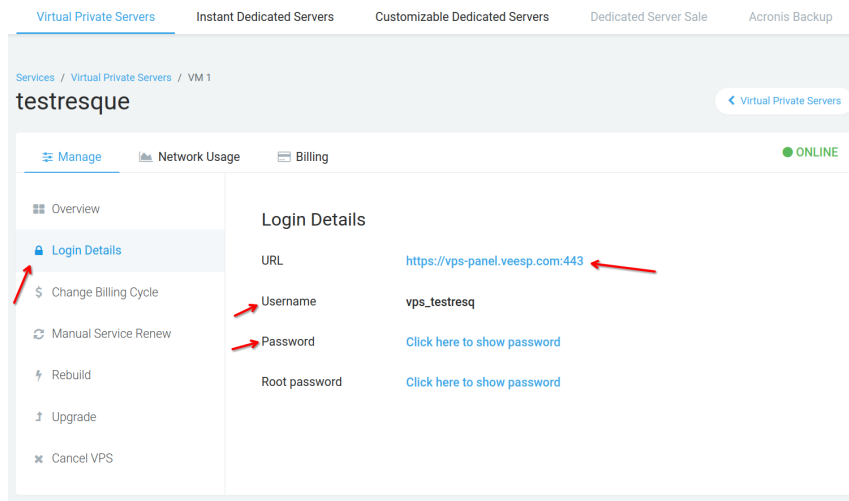 Virtual Private Servers Instant Dedicated Servers Customizable Dedicated Servers Dedicated Server Sale Acronis Backup
Services / Virtual Private Servers / VM 1
testresque
Virtual Private Servers
Manage Network Usage Billing
ONLINE
Overview
Login Details
$ Change Billing Cycle
Manual Service Renew
Rebuild
Upgrade
Cancel VPS
Login Details
URL https://vps-panel.veesp.com:443
Username vps_testresq
Password Click here to show password
Root password Click here to show password